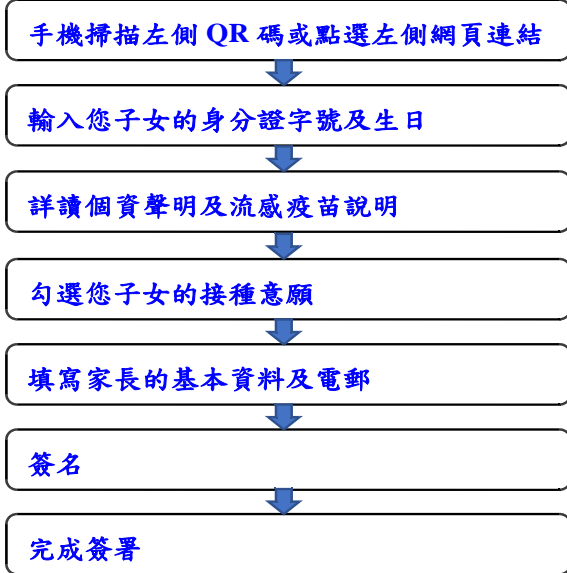 手機掃描左側 QR 碼或點選左側網頁連結
輸入您子女的身分證字號及生日
詳讀個資聲明及流感疫苗說明
勾選您子女的接種意願
填寫家長的基本資料及電郵
簽名
完成簽署